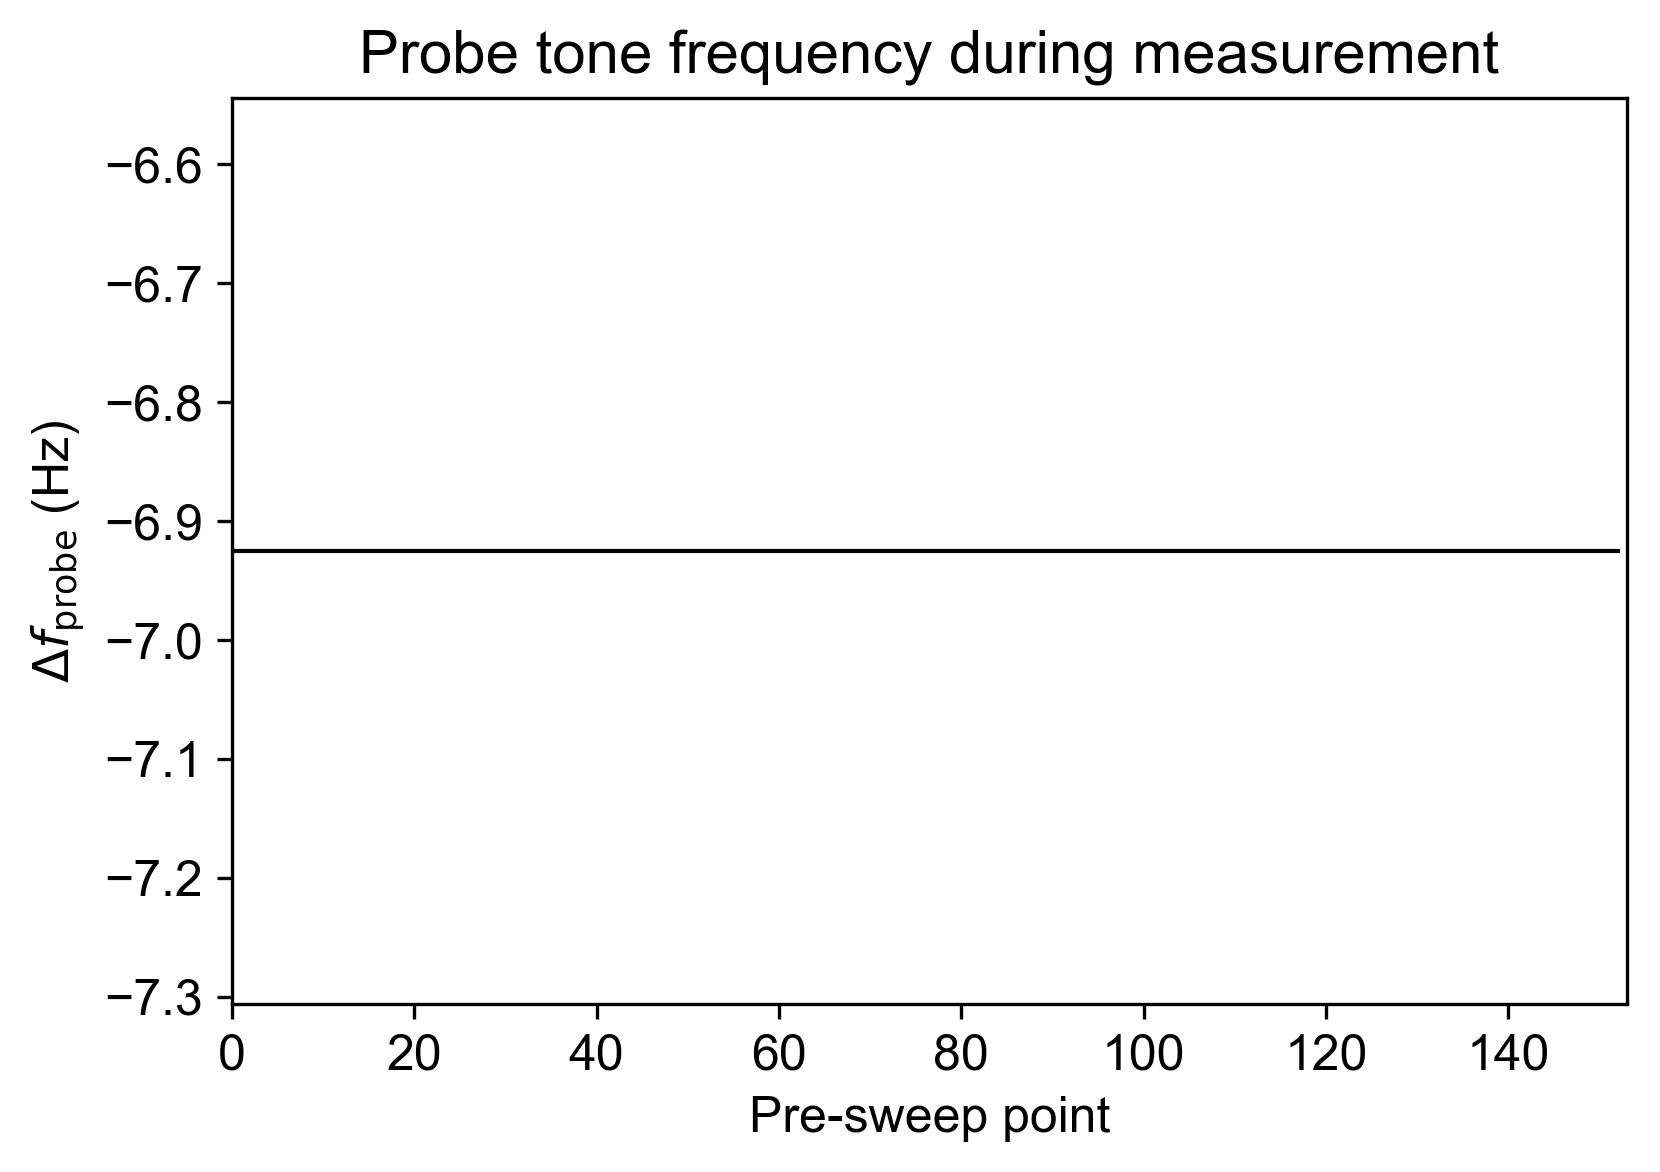 Probe tone frequency during measurement
−6.6
−6.7
−6.8
−6.9
−7.0
−7.1
−7.2
−7.3
Δfprobe (Hz)
0 20 40 60 80 100 120 140
Pre-sweep point